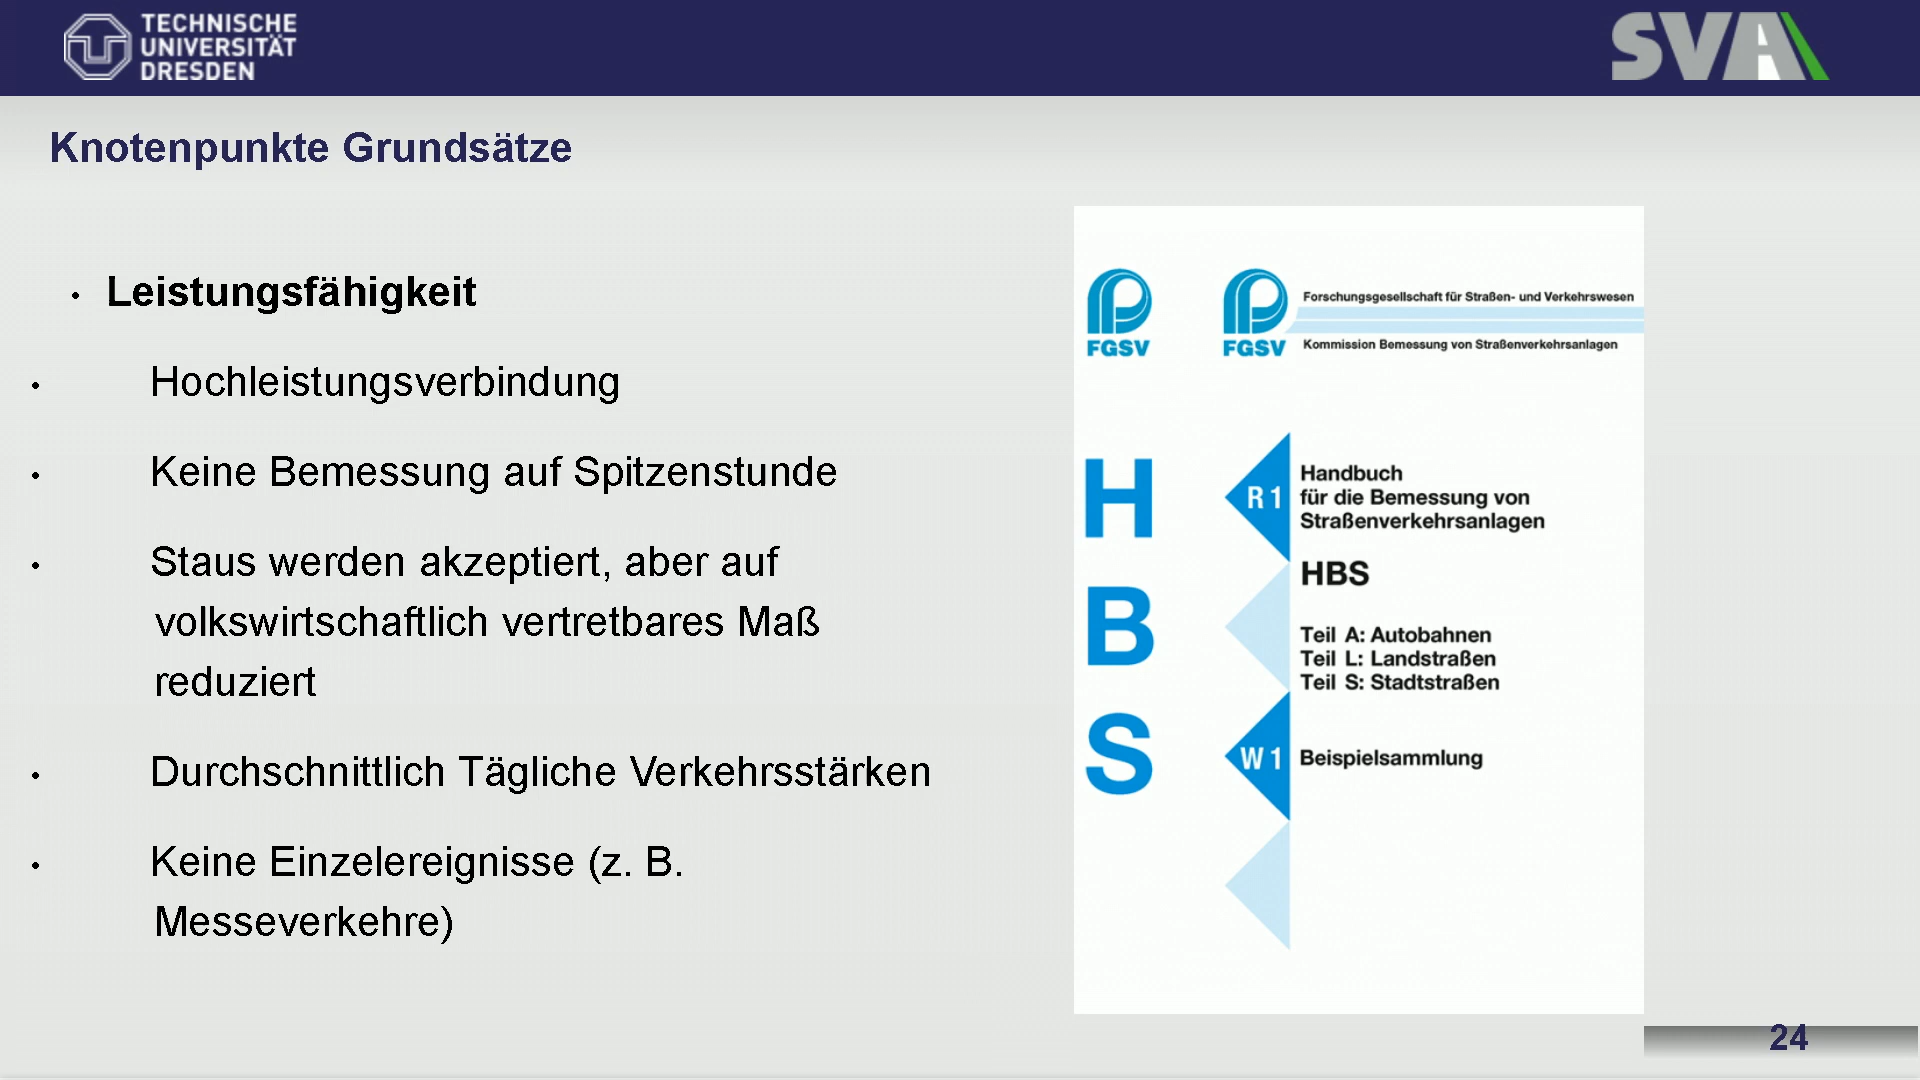 TECHNISCHE
UNIVERSITÄT
DRESDEN
SVA
Knotenpunkte Grundsätze
• Leistungsfähigkeit
• Hochleistungsverbindung
• Keine Bemessung auf Spitzenstunde
• Staus werden akzeptiert, aber auf
volkswirtschaftlich vertretbares Maß
reduziert
• Durchschnittlich Tägliche Verkehrsstärken
• Keine Einzelereignisse (z. B.
Messeverkehre)
FGSV
FGSV
Forschungsgesellschaft für Straßen- und Verkehrswesen
Kommission Bemessung von Straßenverkehrsanlagen
H
B
S
R 1
Handbuch
für die Bemessung von
Straßenverkehrsanlagen
HBS
Teil A: Autobahnen
Teil L: Landstraßen
Teil S: Stadtstraßen
W 1
Beispielsammlung
24